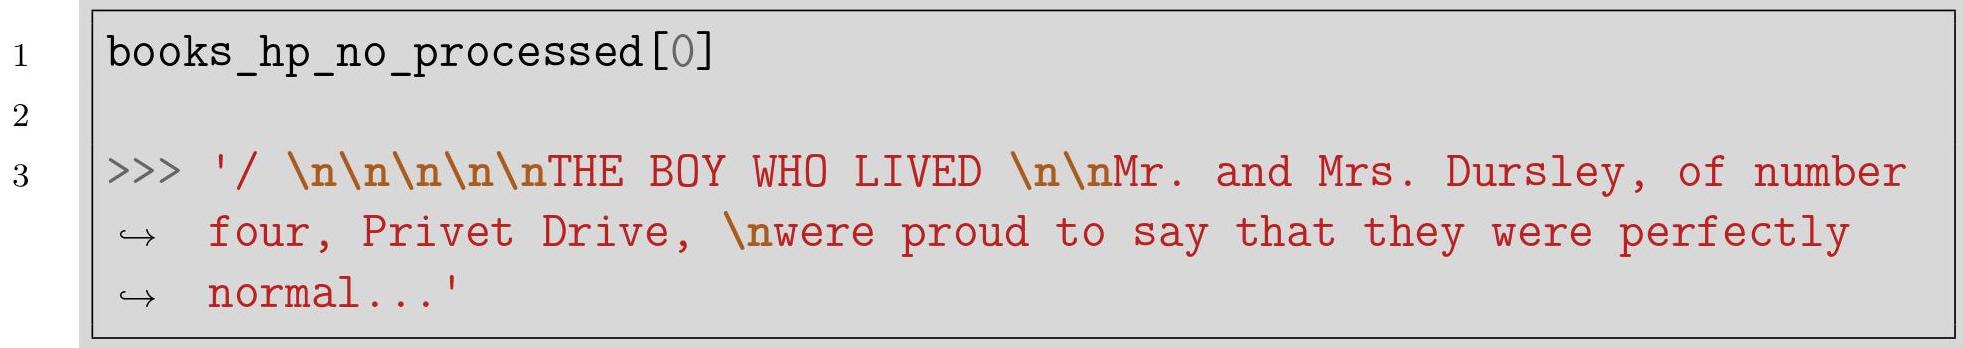 1 books_hp_no_processed[0]
2
3 >>> '/ \n\n\n\n\nTHE BOY WHO LIVED \n\nMr. and Mrs. Dursley, of number
↪ four, Privet Drive, \nwere proud to say that they were perfectly
↪ normal...'